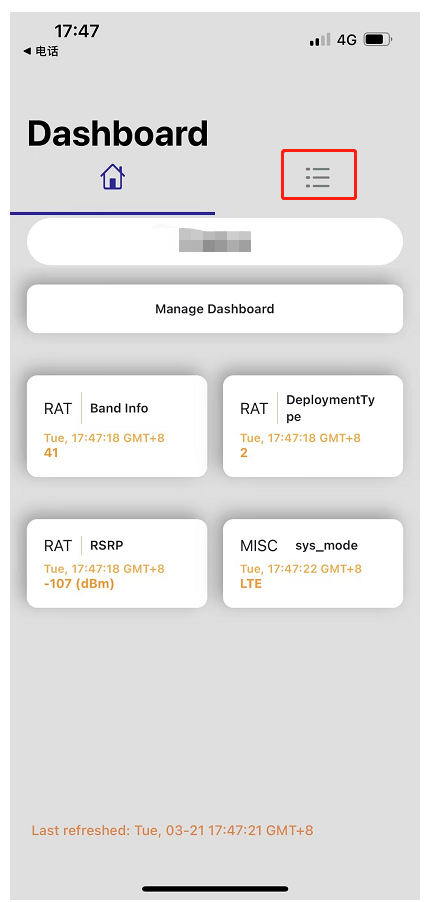 17:47
4G
◀ 电话
Dashboard
Manage Dashboard
RAT Band Info
Tue, 17:47:18 GMT+8
41
RAT DeploymentTy
pe
Tue, 17:47:18 GMT+8
2
RAT RSRP
Tue, 17:47:18 GMT+8
-107 (dBm)
MISC sys_mode
Tue, 17:47:22 GMT+8
LTE
Last refreshed: Tue, 03-21 17:47:21 GMT+8